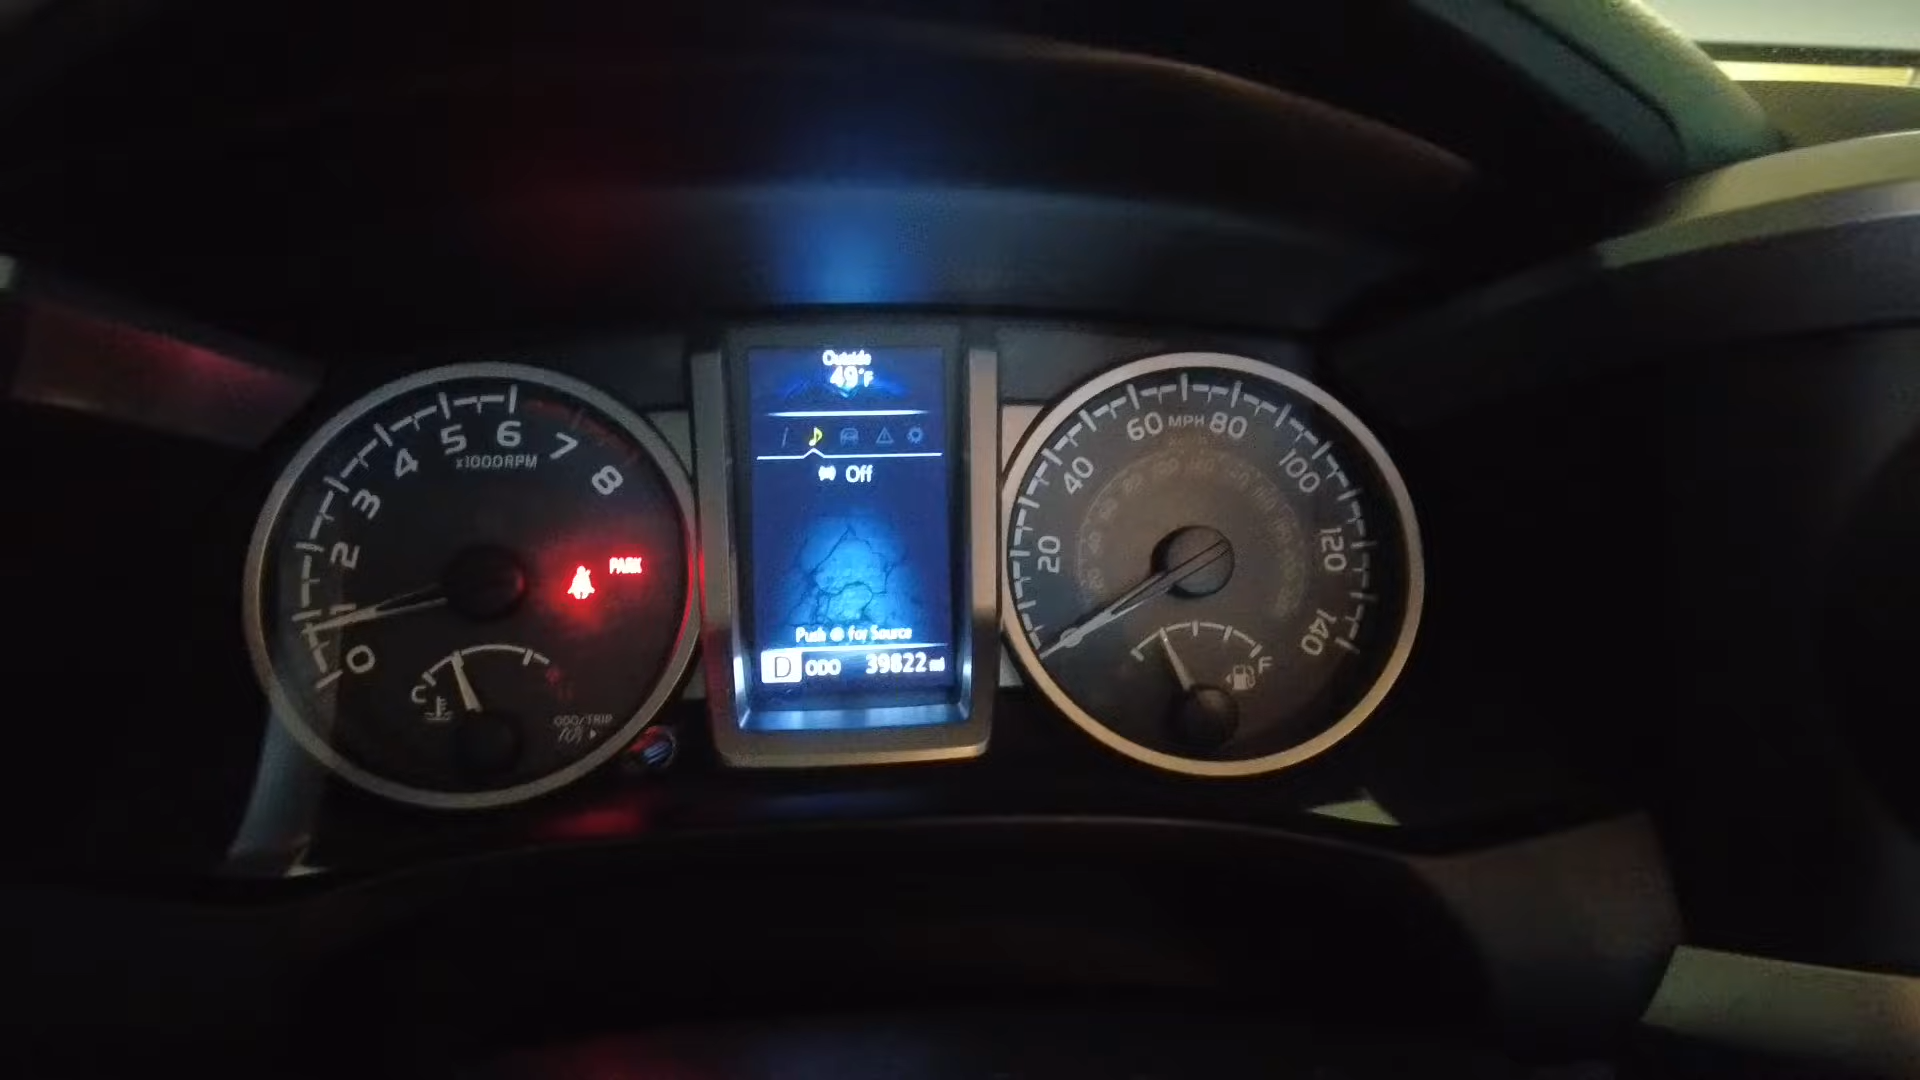 Outside
49°F
Off
Push for Source
D ODO 39822 mi
0 1 2 3 4 5 6 7 8
x1000RPM
PARK
C
ODO/TRIP
20 40 60 MPH 80 100 120 140
F